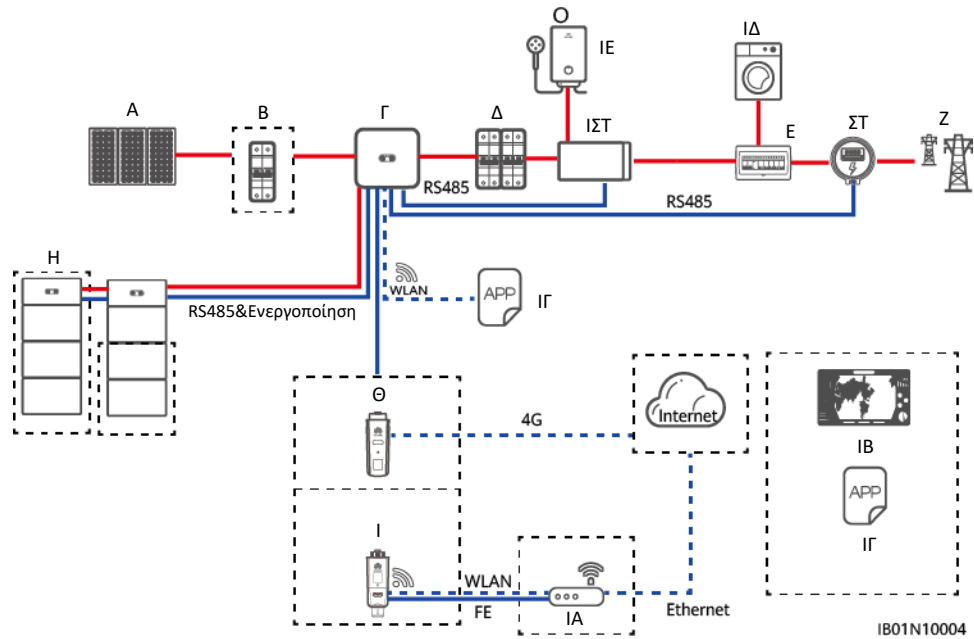 Ο
ΙΕ
ΙΔ
Α
Β
Γ
Δ
ΙΣΤ
Ε
ΣΤ
Ζ
RS485
RS485
Η
WLAN
APP
ΙΓ
RS485&Ενεργοποίηση
Θ
4G
Internet
ΙΒ
APP
ΙΓ
Ι
WLAN
FE
ΙΑ
Ethernet
IB01N10004